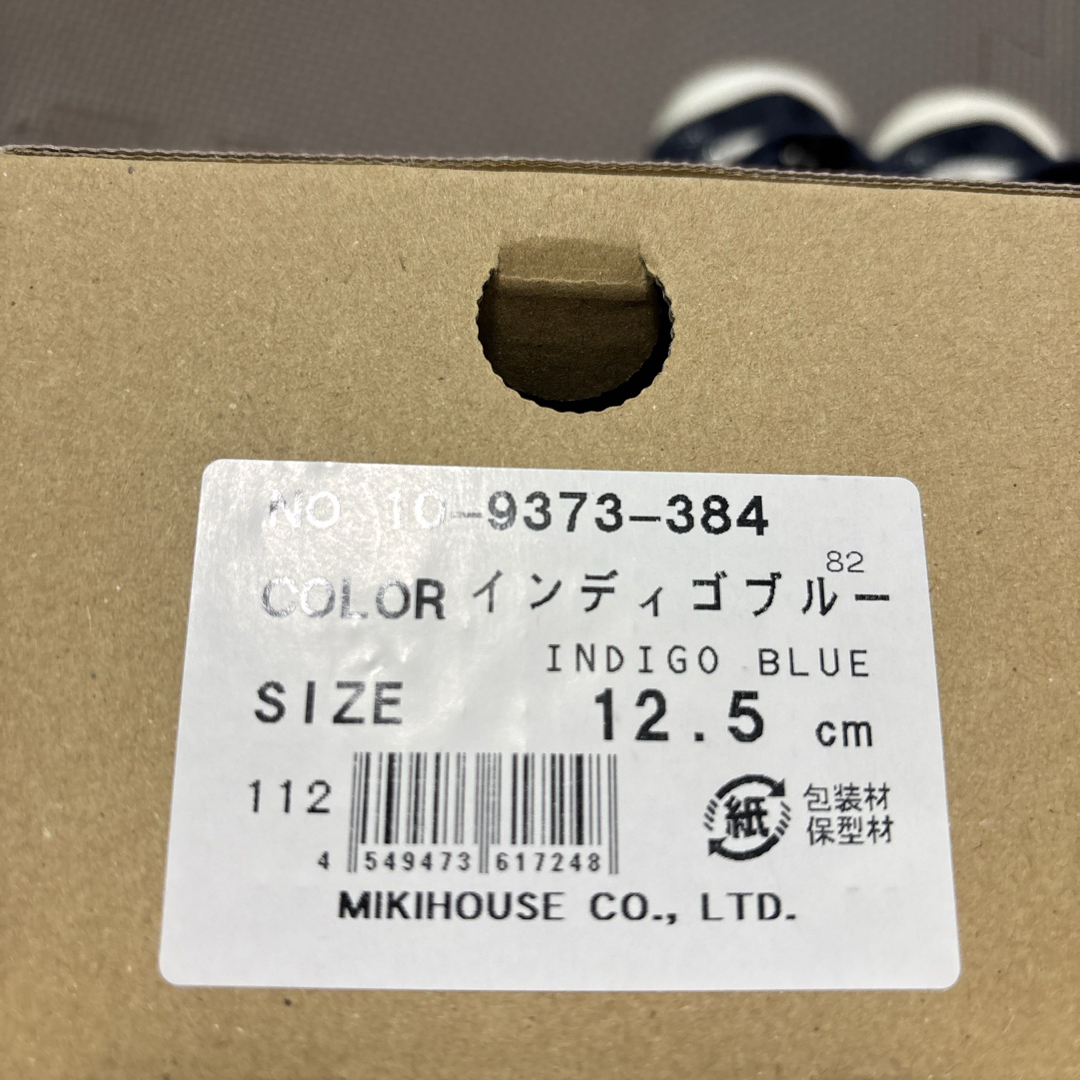 NO. 10-9373-384
82
COLOR インディゴブルー
INDIGO BLUE
SIZE 12.5 cm
112
4 549473 617248
紙 包装材
保型材
MIKIHOUSE CO., LTD.